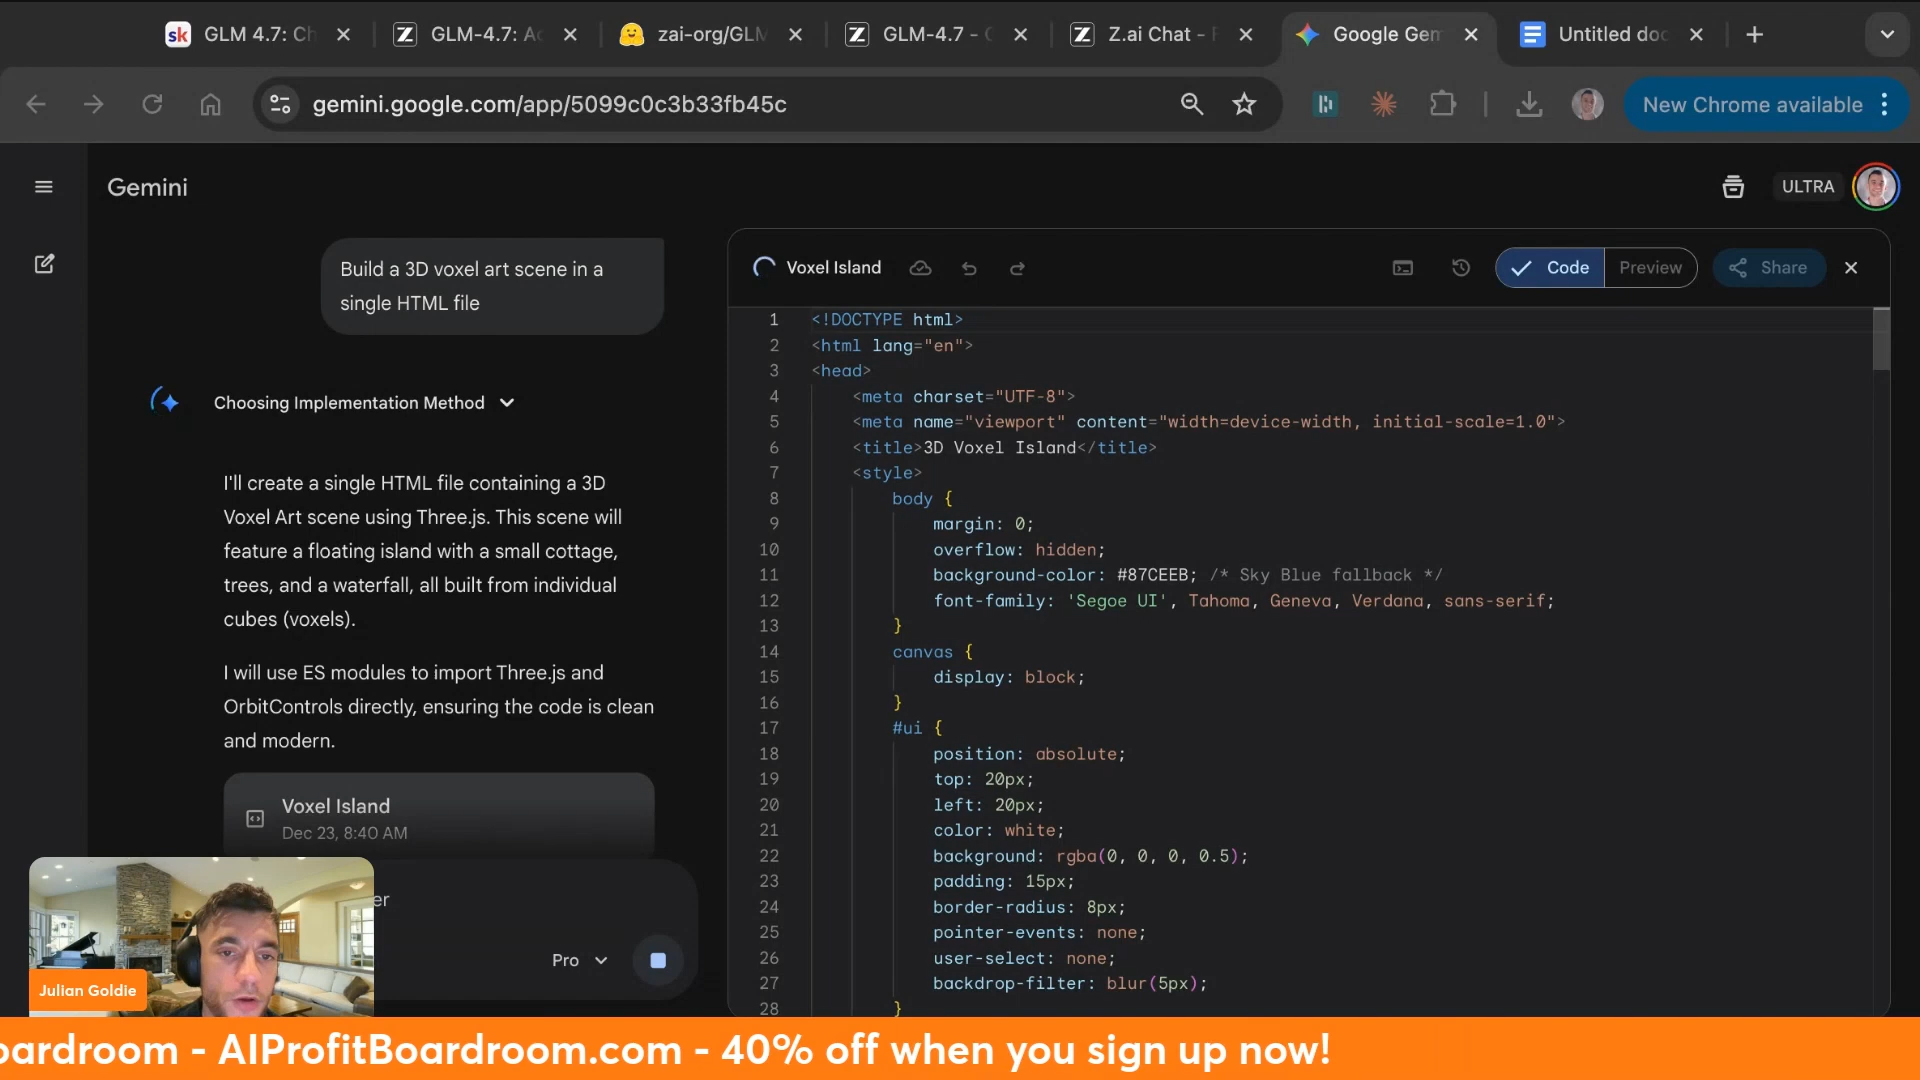 GLM 4.7: Ch
GLM-4.7: Ad
zai-org/GLM
GLM-4.7 -
Z.ai Chat -
Google Gem
Untitled doc
gemini.google.com/app/5099c0c3b33fb45c
New Chrome available
Gemini
ULTRA
Build a 3D voxel art scene in a
single HTML file
Choosing Implementation Method
I'll create a single HTML file containing a 3D
Voxel Art scene using Three.js. This scene will
feature a floating island with a small cottage,
trees, and a waterfall, all built from individual
cubes (voxels).
I will use ES modules to import Three.js and
OrbitControls directly, ensuring the code is clean
and modern.
Voxel Island
Dec 23, 8:40 AM
er
Pro
Voxel Island
Code
Preview
Share
1 <!DOCTYPE html>
2 <html lang="en">
3 <head>
4 <meta charset="UTF-8">
5 <meta name="viewport" content="width=device-width, initial-scale=1.0">
6 <title>3D Voxel Island</title>
7 <style>
8 body {
9 margin: 0;
10 overflow: hidden;
11 background-color: #87CEEB; /* Sky Blue fallback */
12 font-family: 'Segoe UI', Tahoma, Geneva, Verdana, sans-serif;
13 }
14 canvas {
15 display: block;
16 }
17 #ui {
18 position: absolute;
19 top: 20px;
20 left: 20px;
21 color: white;
22 background: rgba(0, 0, 0, 0.5);
23 padding: 15px;
24 border-radius: 8px;
25 pointer-events: none;
26 user-select: none;
27 backdrop-filter: blur(5px);
28 }
Julian Goldie
oardroom - AIProfitBoardroom.com - 40% off when you sign up now!